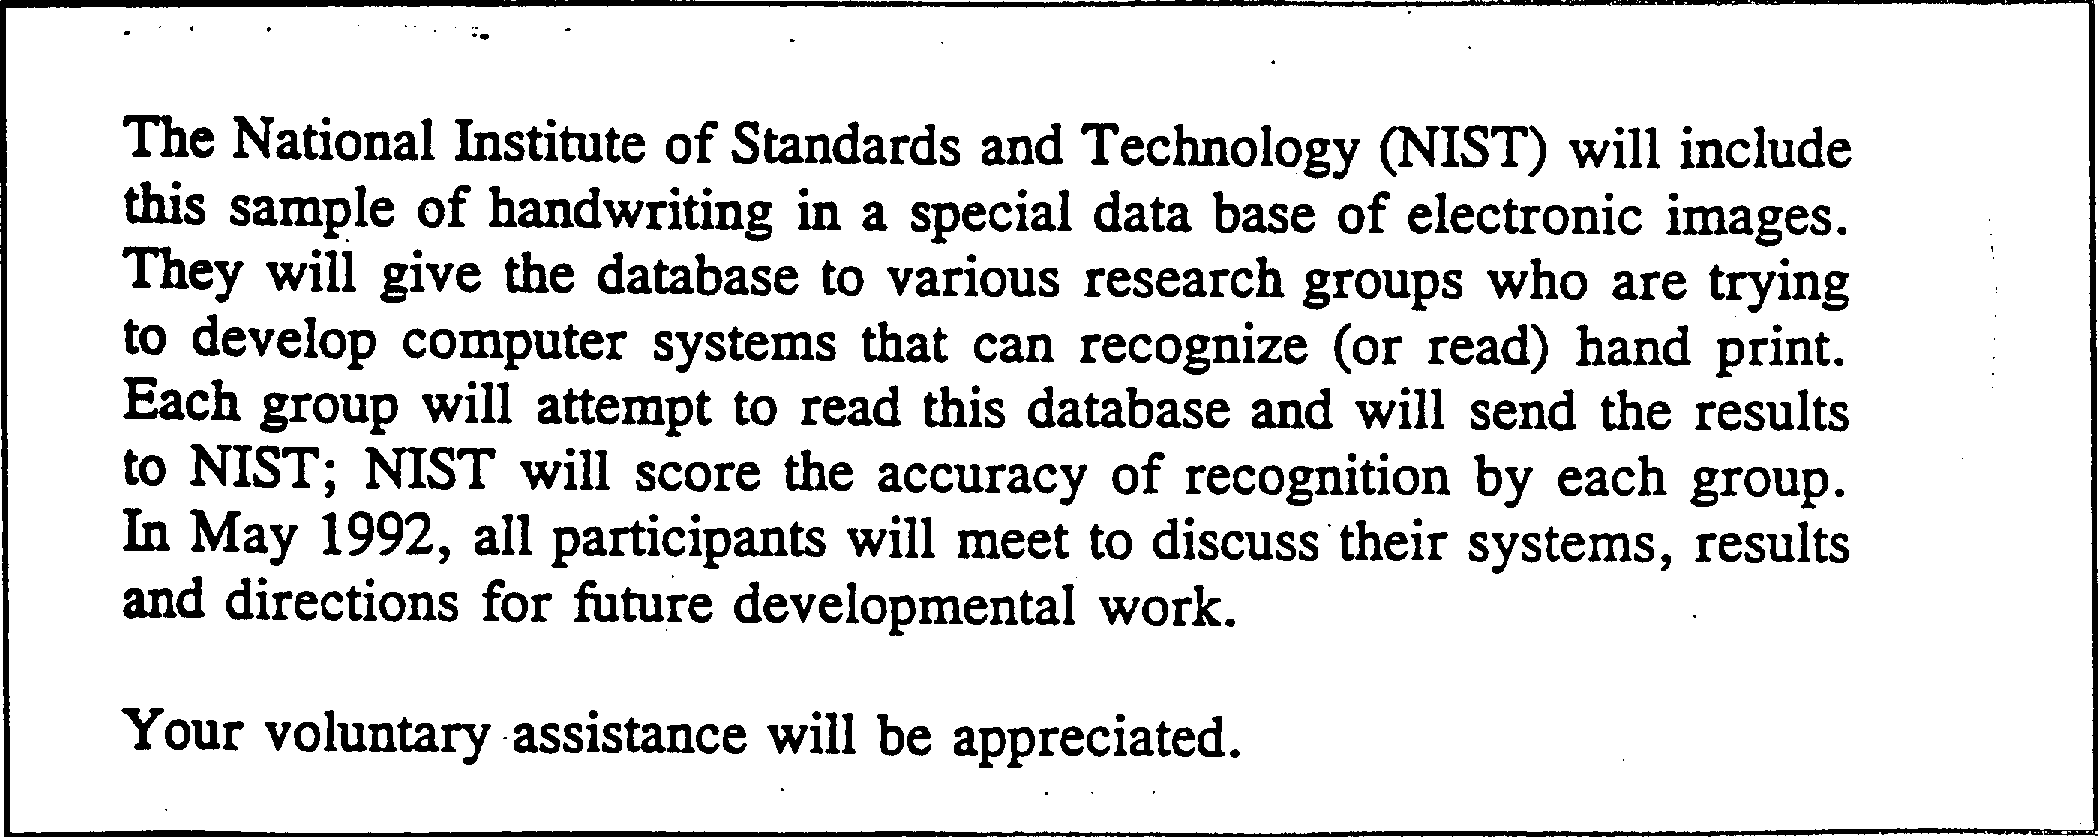 The National Institute of Standards and Technology (NIST) will include
this sample of handwriting in a special data base of electronic images.
They will give the database to various research groups who are trying
to develop computer systems that can recognize (or read) hand print.
Each group will attempt to read this database and will send the results
to NIST; NIST will score the accuracy of recognition by each group.
In May 1992, all participants will meet to discuss their systems, results
and directions for future developmental work.
Your voluntary assistance will be appreciated.